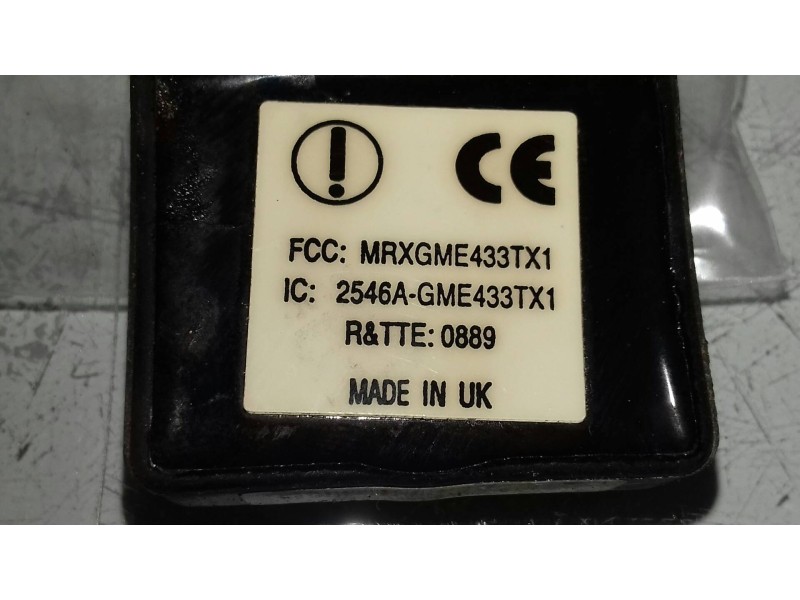 CE
FCC: MRXGME433TX1
IC: 2546A-GME433TX1
R&TTE: 0889
MADE IN UK